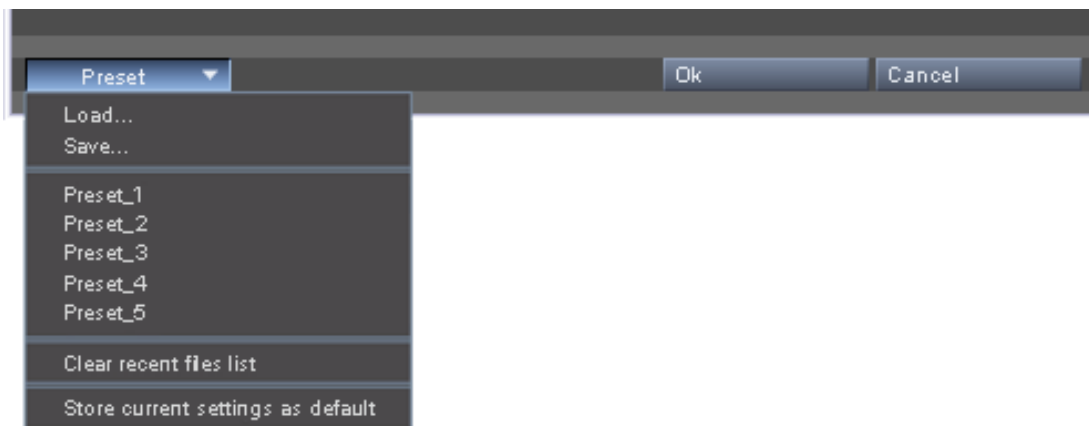 Preset
Ok
Cancel
Load...
Save...
Preset_1
Preset_2
Preset_3
Preset_4
Preset_5
Clear recent files list
Store current settings as default